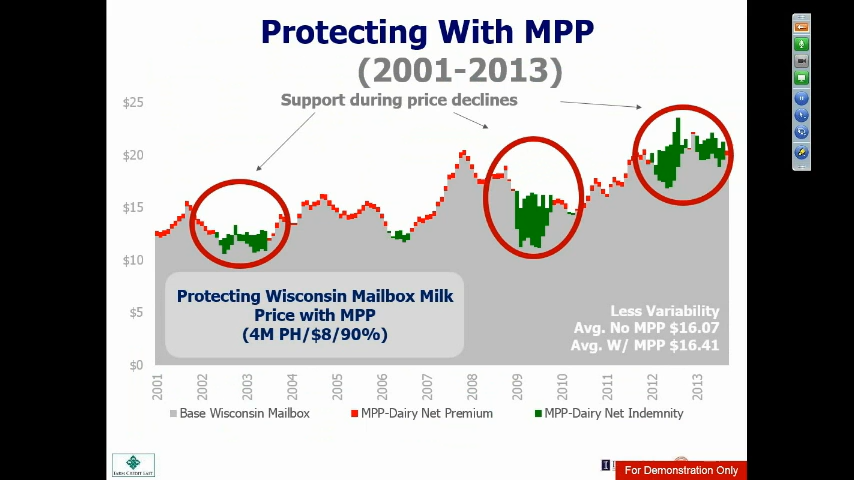 Protecting With MPP
(2001-2013)
Support during price declines
$25
$20
$15
$10
$5
$0
Protecting Wisconsin Mailbox Milk
Price with MPP
(4M PH/$8/90%)
Less Variability
Avg. No MPP $16.07
Avg. W/ MPP $16.41
2001
2002
2003
2004
2005
2006
2007
2008
2009
2010
2011
2012
2013
Base Wisconsin Mailbox
MPP-Dairy Net Premium
MPP-Dairy Net Indemnity
FARM CREDIT EAST
I
For Demonstration Only